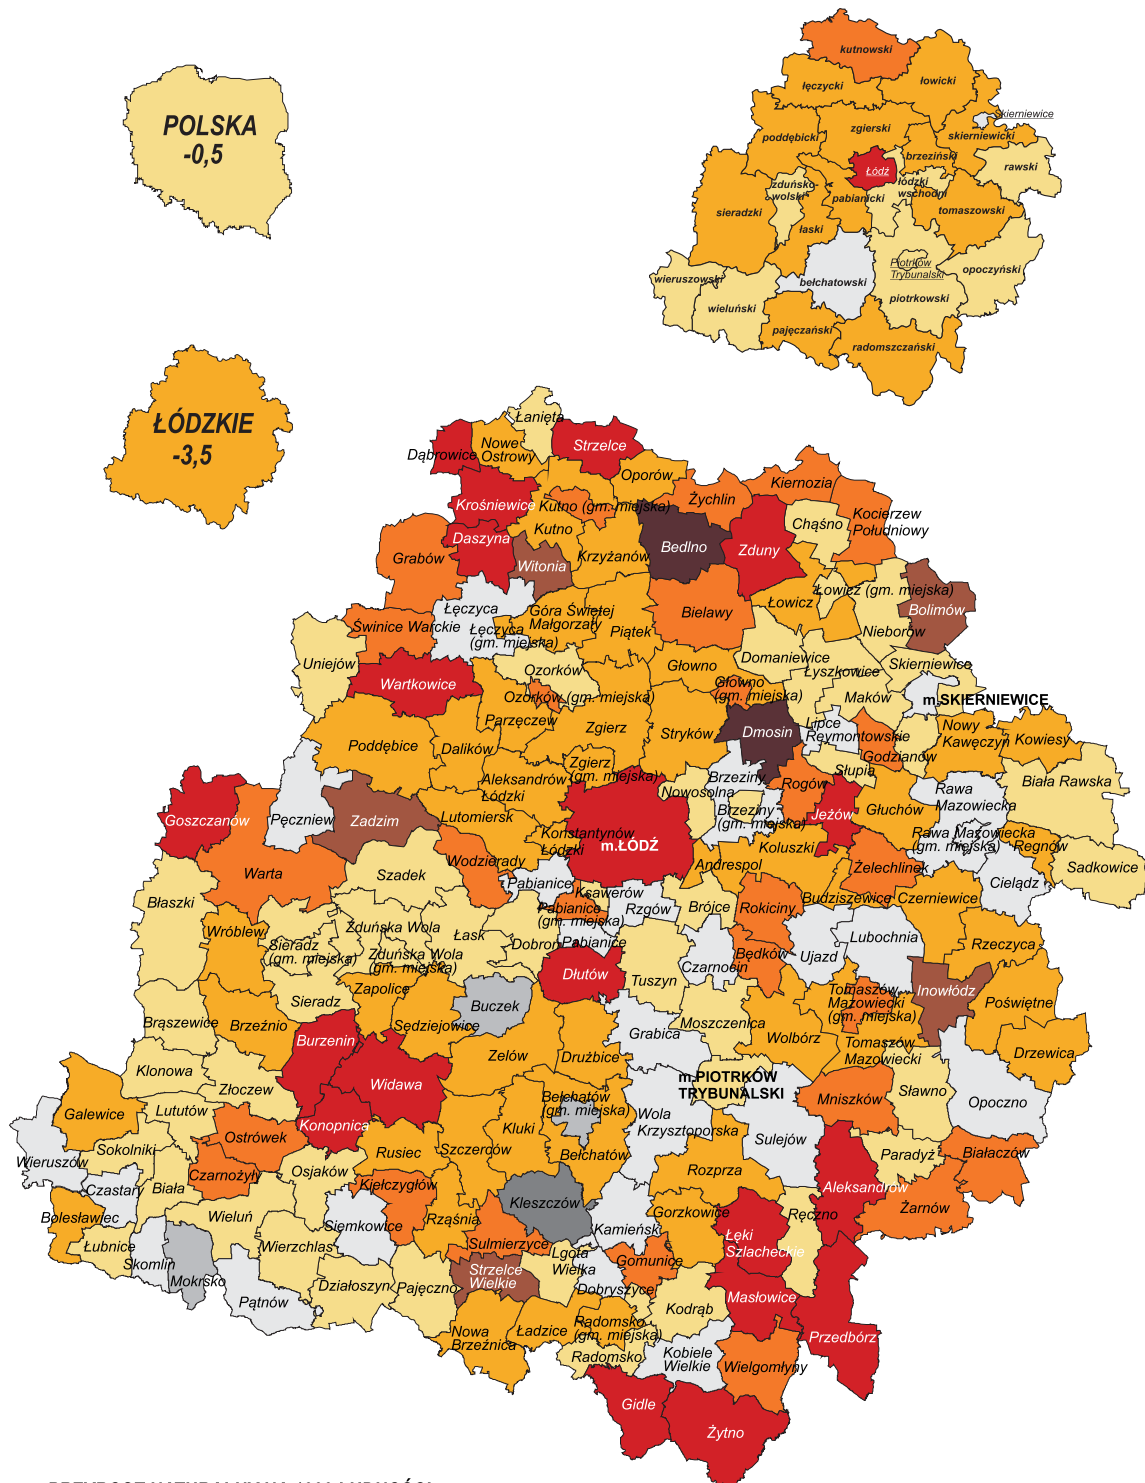 POLSKA
-0,5
kutnowski
łęczycki
łowicki
Skierniewice
poddębicki
zgierski
skierniewicki
brzeziński
rawski
Łódź
zduńsko-
wolski
łódzki
wschodni
pabianicki
sieradzki
tomaszowski
łaski
Piotrków
Trybunalski
opoczyński
wieruszowski
bełchatowski
piotrkowski
wieluński
pajęczański
radomszczański
ŁÓDZKIE
-3,5
Łanięta
Dąbrowice
Nowe
Ostrowy
Strzelce
Oporów
Krośniewice
Kutno (gm. miejska)
Żychlin
Kiernozia
Kocierzew
Południowy
Chąśno
Kutno
Daszyna
Bedlno
Zduny
Grabów
Witonia
Krzyżanów
Łowicz (gm. miejska)
Łowicz
Bolimów
Łęczyca
Góra Świętej
Małgorzaty
Bielawy
Świnice Warckie
Łęczyca
(gm. miejska)
Piątek
Nieborów
Uniejów
Ozorków
Głowno
Domaniewice
Łyszkowice
Skierniewice
Wartkowice
Ozorków (gm. miejska)
Głowno
(gm. miejska)
Maków
m.SKIERNIEWICE
Parzęczew
Zgierz
Stryków
Dmosin
Lipce
Reymontowskie
Nowy
Kawęczyn
Kowiesy
Poddębice
Dalików
Godzianów
Zgierz
(gm. miejska)
Słupia
Aleksandrów
Łódzki
Brzeziny
Rogów
Biała Rawska
Nowosolna
Rawa
Mazowiecka
Goszczanów
Pęczniew
Zadzim
Lutomiersk
Brzeziny
(gm. miejska)
Jeżów
Głuchów
Konstantynów
Łódzki
m.ŁÓDŹ
Koluszki
Rawa Mazowiecka
(gm. miejska)
Regnów
Wodzierady
Andrespol
Żelechlinek
Sadkowice
Warta
Szadek
Pabianice
Ksawerów
Cielądz
Błaszki
Pabianice
(gm. miejska)
Rzgów
Brójce
Rokiciny
Budziszewice
Czerniewice
Wróblew
Zduńska Wola
Łask
Dobroń
Pabianice
Lubochnia
Sieradz
(gm. miejska)
Zduńska Wola
(gm. miejska)
Czarnocin
Będków
Ujazd
Rzeczyca
Dłutów
Tuszyn
Zapolice
Tomaszów
Mazowiecki
(gm. miejska)
Inowłódz
Poświętne
Sieradz
Buczek
Brąszewice
Brzeźnio
Sędziejowice
Grabica
Moszczenica
Wolbórz
Burzenin
Tomaszów
Mazowiecki
Drzewica
Klonowa
Zelów
Drużbice
Złoczew
Widawa
m.PIOTRKÓW
TRYBUNALSKI
Sławno
Galewice
Lututów
Bełchatów
(gm. miejska)
Mniszków
Opoczno
Konopnica
Kluki
Wola
Krzysztoporska
Sulejów
Ostrówek
Sokolniki
Rusiec
Szczerców
Bełchatów
Paradyż
Białaczów
Wieruszów
Czarnożyły
Osjaków
Rozprza
Czastary
Biała
Kiełczygłów
Aleksandrów
Kleszczów
Żarnów
Bolesławiec
Wieluń
Siemkowice
Rząśnia
Gorzkowice
Ręczno
Kamieńsk
Łubnice
Wierzchlas
Sulmierzyce
Łęki
Szlacheckie
Skomlin
Lgota
Wielka
Gomunice
Mokrsko
Strzelce
Wielkie
Działoszyn
Pajęczno
Dobryszyce
Masłowice
Pątnów
Kodrąb
Nowa
Brzeźnica
Ładzice
Radomsko
(gm. miejska)
Przedbórz
Radomsko
Kobiele
Wielkie
Wielgomłyny
Gidle
Żytno